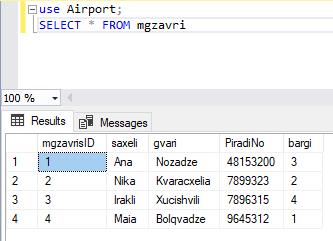 use Airport;
SELECT * FROM mgzavri
100 %
Results Messages
mgzavrisID saxeli gvari PiradiNo bargi
1 1 Ana Nozadze 48153200 3
2 2 Nika Kvaracxelia 7899323 2
3 3 Irakli Xucishvili 7896315 4
4 4 Maia Bolqvadze 9645312 1